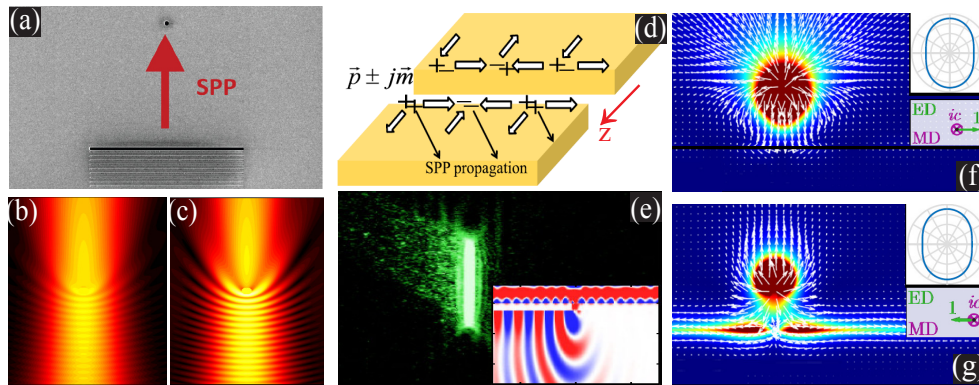 (a)
SPP
(b)
(c)
(d)
p⃗ ± jm⃗
+ − − + + −
+ + − − + +
z
SPP propagation
(e)
ED
MD
ic
1
(f)
ED
MD
1
ic
(g)